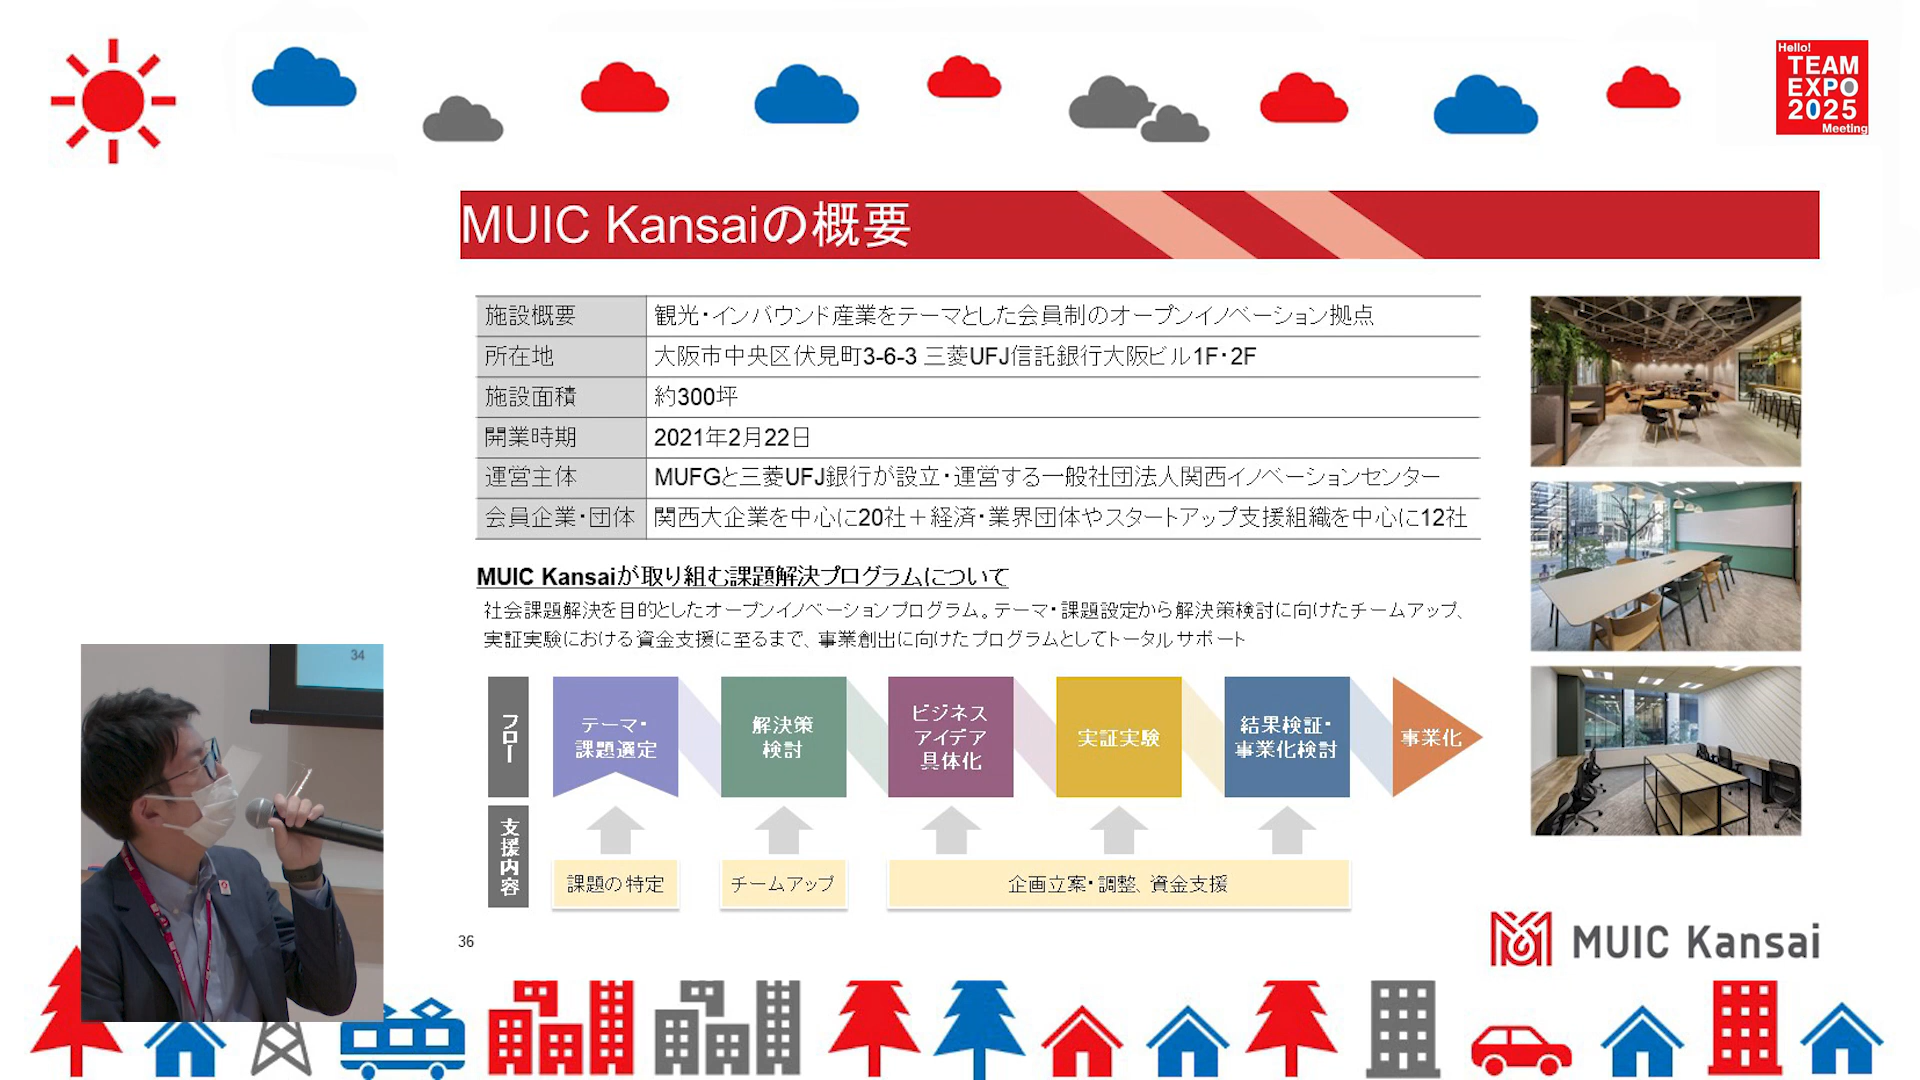 Hello!
TEAM
EXPO
2025
Meeting
MUIC Kansaiの概要
施設概要 観光・インバウンド産業をテーマとした会員制のオープンイノベーション拠点
所在地 大阪市中央区伏見町3-6-3 三菱UFJ信託銀行大阪ビル1F・2F
施設面積 約300坪
開業時期 2021年2月22日
運営主体 MUFGと三菱UFJ銀行が設立・運営する一般社団法人関西イノベーションセンター
会員企業・団体 関西大企業を中心に20社＋経済・業界団体やスタートアップ支援組織を中心に12社
MUIC Kansaiが取り組む課題解決プログラムについて
社会課題解決を目的としたオープンイノベーションプログラム。テーマ・課題設定から解決策検討に向けたチームアップ、
実証実験における資金支援に至るまで、事業創出に向けたプログラムとしてトータルサポート
フロー
テーマ・
課題選定
解決策
検討
ビジネス
アイデア
具体化
実証実験
結果検証・
事業化検討
事業化
支援内容
課題の特定
チームアップ
企画立案・調整、資金支援
34
36
MUIC Kansai